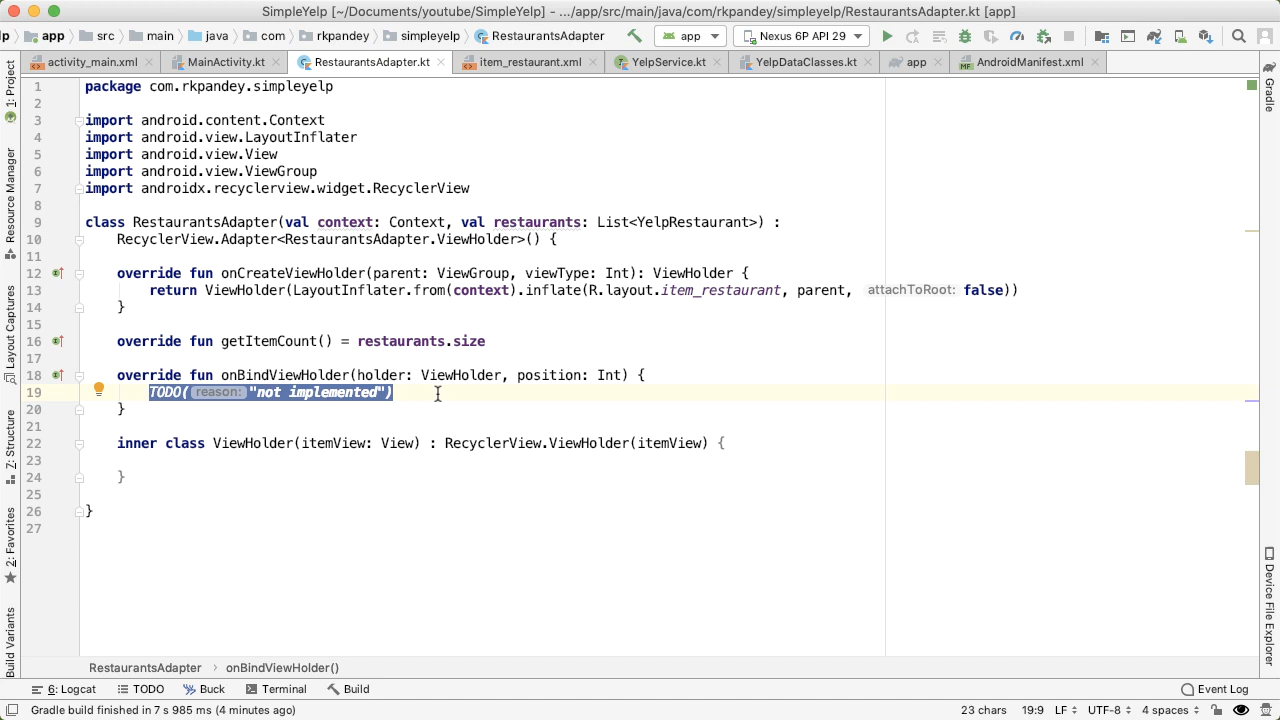 SimpleYelp [~/Documents/youtube/SimpleYelp] - .../app/src/main/java/com/rkpandey/simpleyelp/RestaurantsAdapter.kt [app]
lp app src main java com rkpandey simpleyelp RestaurantsAdapter.kt app Nexus 6P API 29
activity_main.xml MainActivity.kt RestaurantsAdapter.kt item_restaurant.xml YelpService.kt YelpDataClasses.kt app AndroidManifest.xml
1: Project
Resource Manager
Layout Captures
Z: Structure
2: Favorites
Build Variants
1 package com.rkpandey.simpleyelp
2
3 import android.content.Context
4 import android.view.LayoutInflater
5 import android.view.View
6 import android.view.ViewGroup
7 import androidx.recyclerview.widget.RecyclerView
8
9 class RestaurantsAdapter(val context: Context, val restaurants: List<YelpRestaurant>) :
10 RecyclerView.Adapter<RestaurantsAdapter.ViewHolder>() {
11
12 override fun onCreateViewHolder(parent: ViewGroup, viewType: Int): ViewHolder {
13 return ViewHolder(LayoutInflater.from(context).inflate(R.layout.item_restaurant, parent, attachToRoot: false))
14 }
15
16 override fun getItemCount() = restaurants.size
17
18 override fun onBindViewHolder(holder: ViewHolder, position: Int) {
19 TODO( reason: "not implemented")
20 }
21
22 inner class ViewHolder(itemView: View) : RecyclerView.ViewHolder(itemView) {
23
24 }
25
26 }
27
Gradle
Device File Explorer
RestaurantsAdapter › onBindViewHolder()
6: Logcat TODO Buck Terminal Build Event Log
Gradle build finished in 7 s 985 ms (4 minutes ago) 23 chars 19:9 LF UTF-8 4 spaces